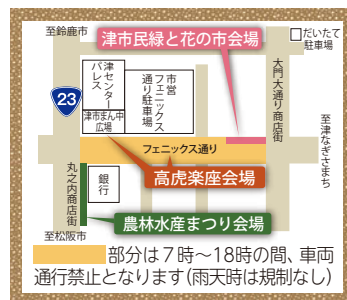 至鈴鹿市
津市民緑と花の市会場
だいたて
駐車場
津センター
パレス
市営
フェニックス
通り駐車場
大門大通り商店街
23
津市まん中
広場
至津なぎさまち
フェニックス通り
丸之内商店街
銀行
高虎楽座会場
農林水産まつり会場
至松阪市
部分は7時〜18時の間、車両
通行禁止となります(雨天時は規制なし)